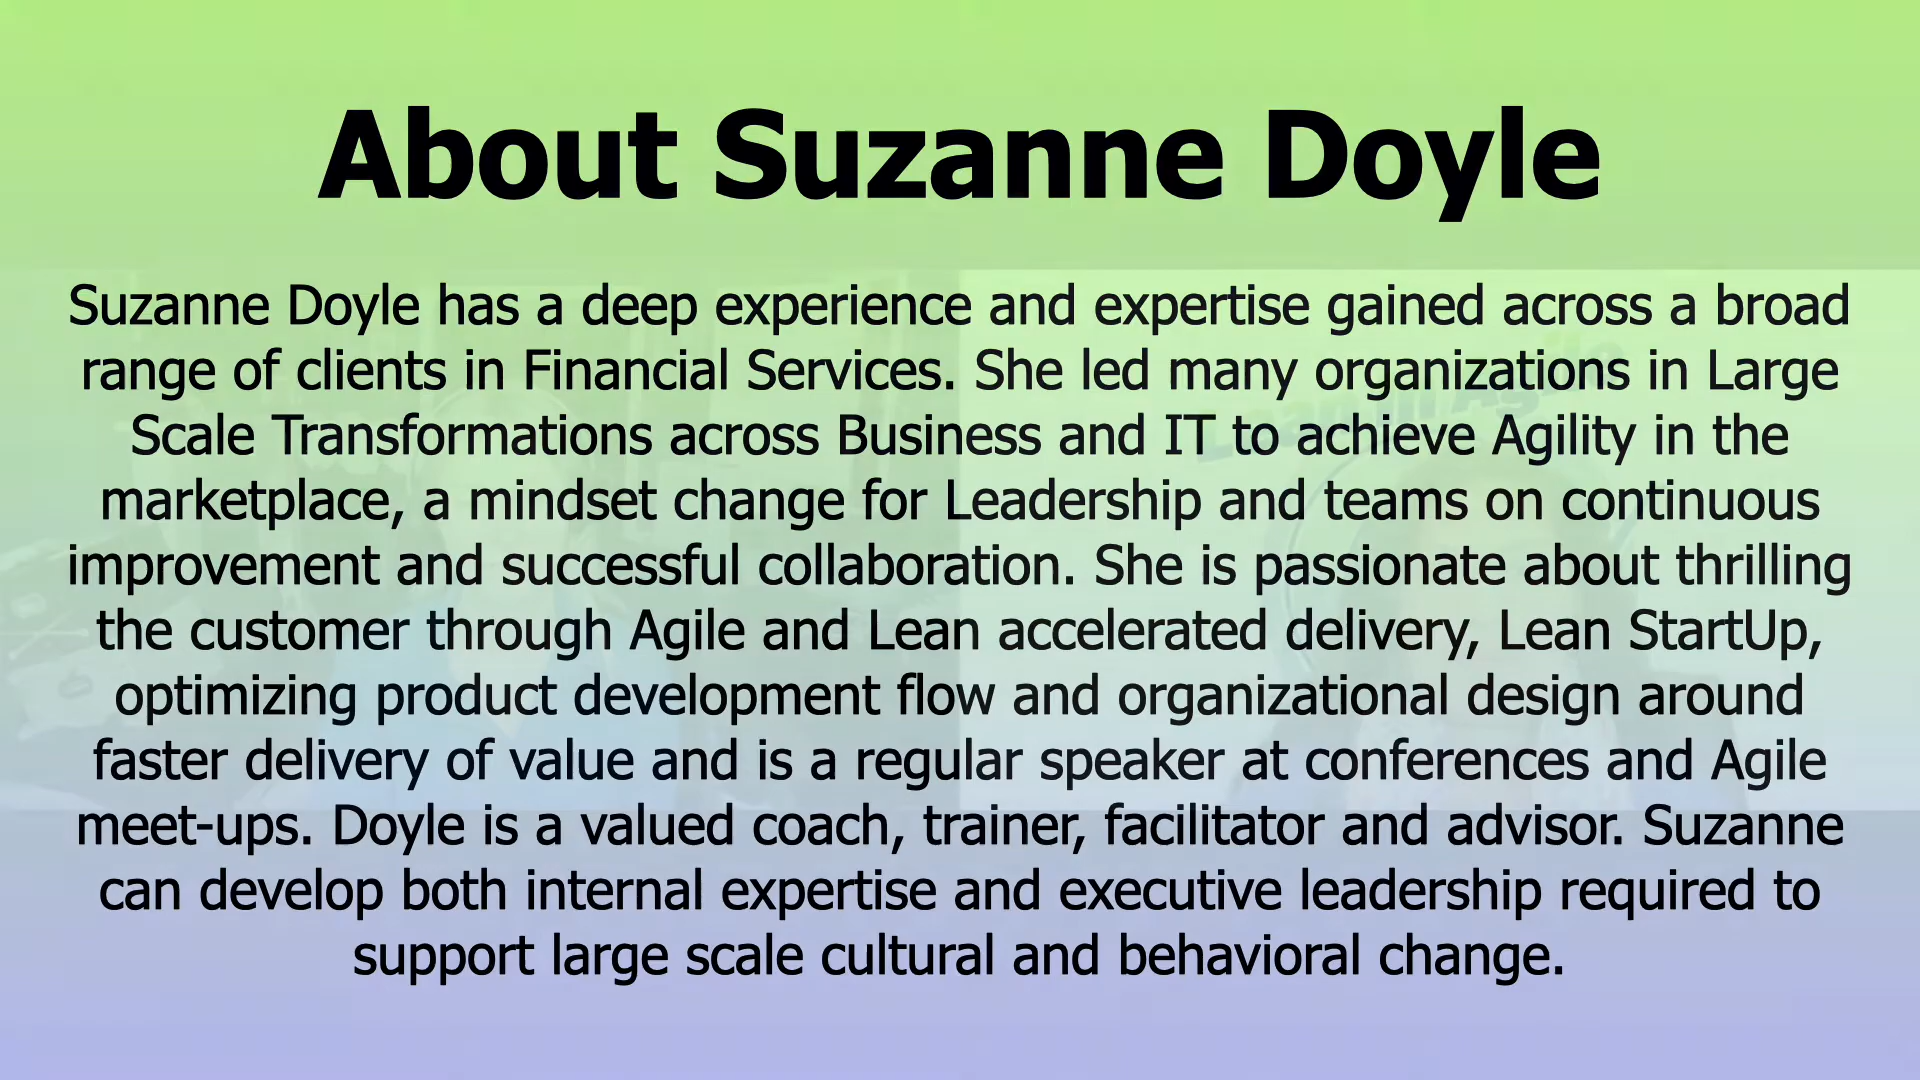 About Suzanne Doyle
Suzanne Doyle has a deep experience and expertise gained across a broad
range of clients in Financial Services. She led many organizations in Large
Scale Transformations across Business and IT to achieve Agility in the
marketplace, a mindset change for Leadership and teams on continuous
improvement and successful collaboration. She is passionate about thrilling
the customer through Agile and Lean accelerated delivery, Lean StartUp,
optimizing product development flow and organizational design around
faster delivery of value and is a regular speaker at conferences and Agile
meet-ups. Doyle is a valued coach, trainer, facilitator and advisor. Suzanne
can develop both internal expertise and executive leadership required to
support large scale cultural and behavioral change.